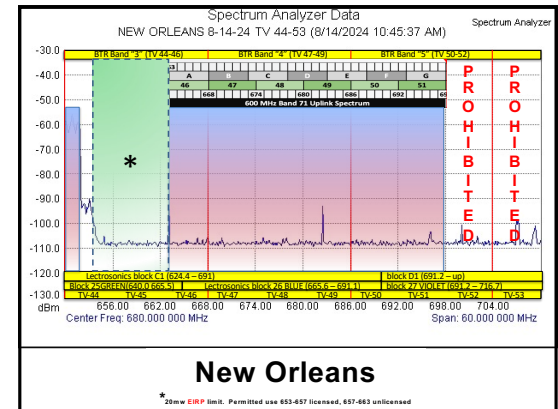 Spectrum Analyzer Data
NEW ORLEANS 8-14-24 TV 44-53 (8/14/2024 10:45:37 AM)
Spectrum Analyzer
-30.0
BTR Band "3" (TV 44-46) BTR Band "4" (TV 47-49) BTR Band "5" (TV 50-52)
-40.0
A B C D E F G
46 47 48 49 50 51
668 674 680 686 692
600 MHz Band 71 Uplink Spectrum
PROHIBITED
PROHIBITED
-50.0
-60.0
-70.0
*
-80.0
-90.0
-100.0
-110.0
-120.0
Lectrosonics block C1 (624.4 – 691) block D1 (691.2 – up)
Block 25GREEN(640.0 665.5) Lectrosonics block 26 BLUE (665.6 – 691.1) block 27 VIOLET (691.2 – 716.7)
-130.0
TV-44 TV-45 TV-46 TV-47 TV-48 TV-49 TV-50 TV-51 TV-52 TV-53
dBm 656.00 662.00 668.00 674.00 680.00 686.00 692.00 698.00 704.00
Center Freq: 680.000 000 MHz Span: 60.000 000 MHz
New Orleans
*20mw EIRP limit. Permitted use 653-657 licensed, 657-663 unlicensed